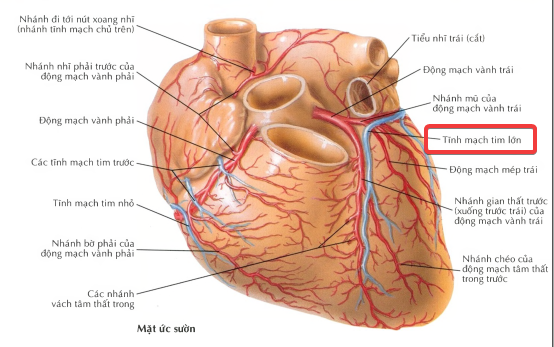 Nhánh đi tới nút xoang nhĩ
(nhánh tĩnh mạch chủ trên)
Nhánh nhĩ phải trước của
động mạch vành phải
Động mạch vành phải
Các tĩnh mạch tim trước
Tĩnh mạch tim nhỏ
Nhánh bờ phải của
động mạch vành phải
Các nhánh
vách tâm thất trong
Mặt ức sườn
Tiểu nhĩ trái (cắt)
Động mạch vành trái
Nhánh mũ của
động mạch vành trái
Tĩnh mạch tim lớn
Động mạch mép trái
Nhánh gian thất trước
(xuống trước trái) của
động mạch vành trái
Nhánh chéo của
động mạch tâm thất
trong trước